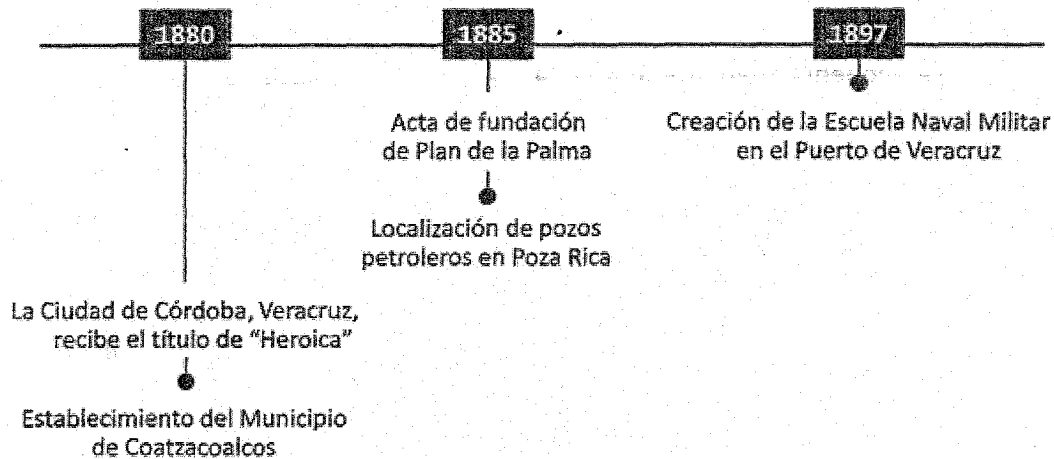 1880
1885
1897
Acta de fundación
de Plan de la Palma
Creación de la Escuela Naval Militar
en el Puerto de Veracruz
Localización de pozos
petroleros en Poza Rica
La Ciudad de Córdoba, Veracruz,
recibe el título de “Heroica”
Establecimiento del Municipio
de Coatzacoalcos